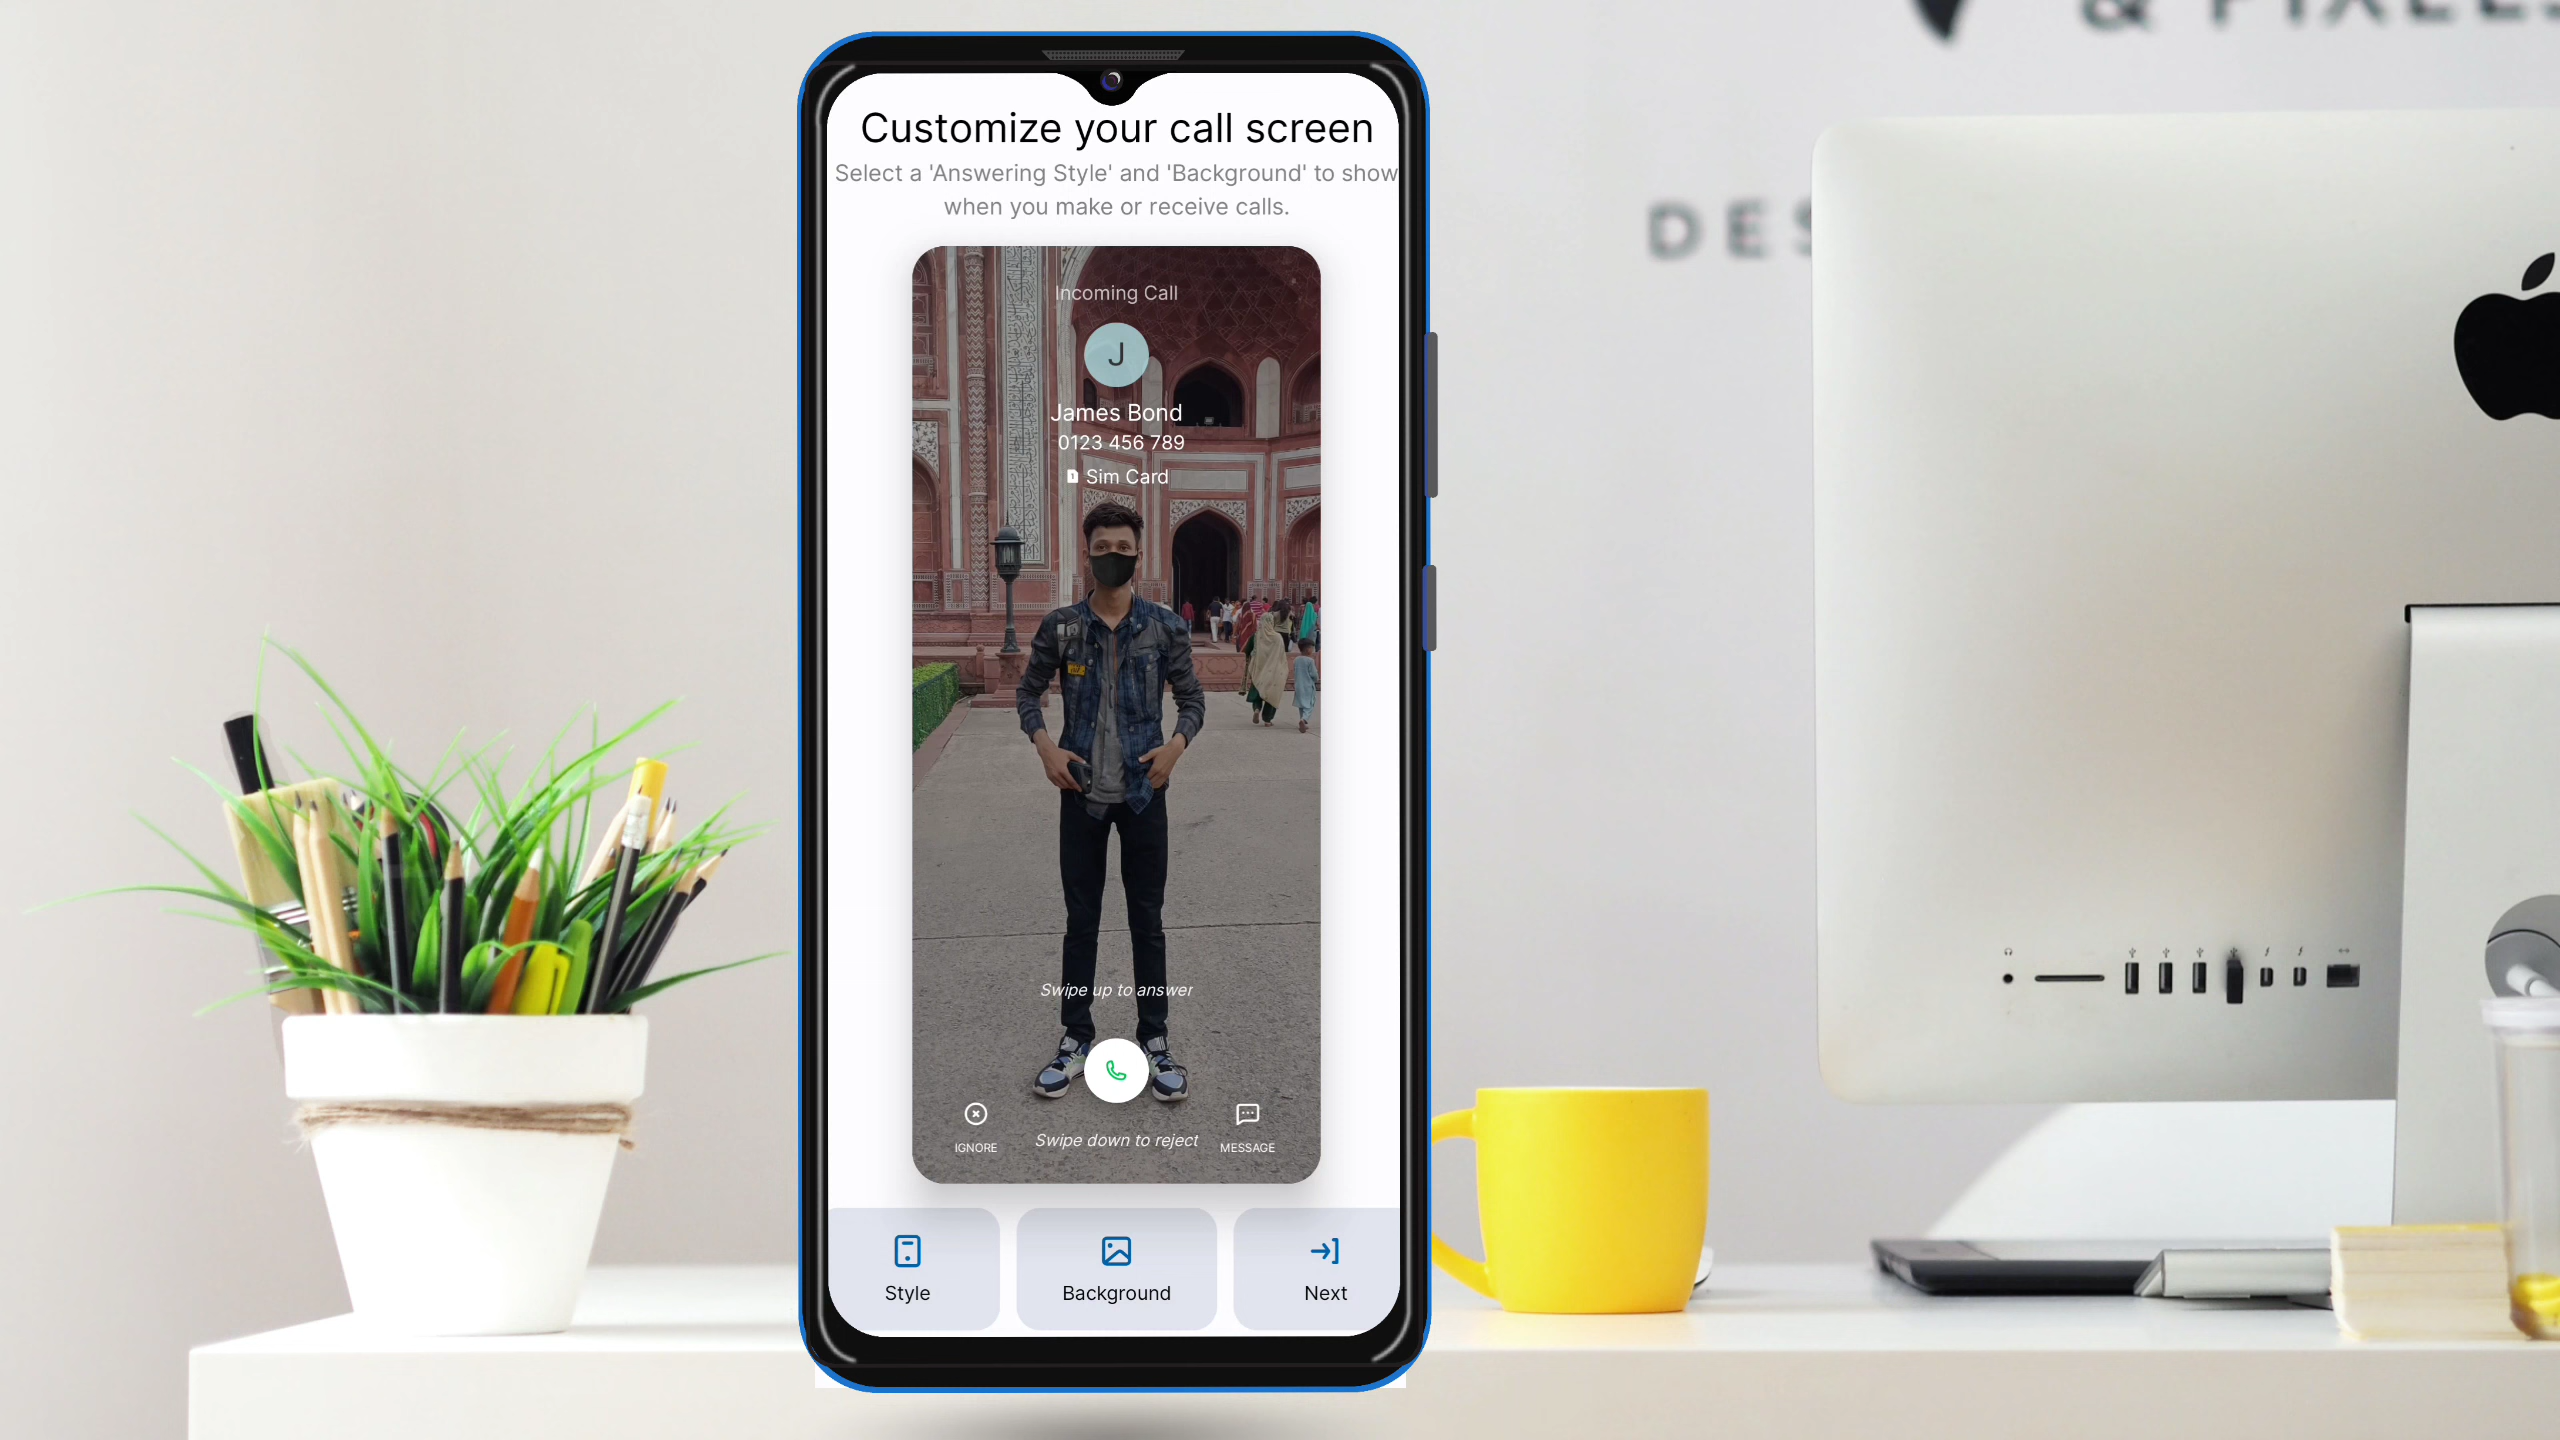 & PIXELS
DES
Customize your call screen
Select a 'Answering Style' and 'Background' to show
when you make or receive calls.
Incoming Call
J
James Bond
0123 456 789
Sim Card
Swipe up to answer
IGNORE
Swipe down to reject
MESSAGE
Style
Background
Next